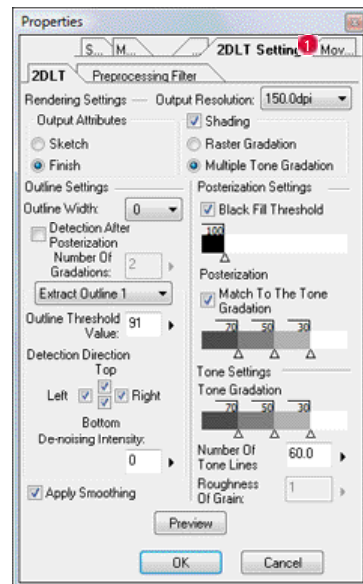 Properties
S... M... ... 2DLT Settin 1 Mov...
2DLT Preprocessing Filter
Rendering Settings Output Resolution: 150.0dpi
Output Attributes
Sketch
Finish
Shading
Raster Gradation
Multiple Tone Gradation
Outline Settings
Outline Width: 0
Detection After
Posterization
Number Of
Gradations: 2
Extract Outline 1
Outline Threshold
Value: 91
Detection Direction
Top
Left Right
Bottom
De-noising Intensity:
0
Apply Smoothing
Posterization Settings
Black Fill Threshold
100
Posterization
Match To The Tone
Gradation
70 50 30
Tone Settings
Tone Gradation
70 50 30
Number Of
Tone Lines 60.0
Roughness
Of Grain: 1
Preview
OK Cancel